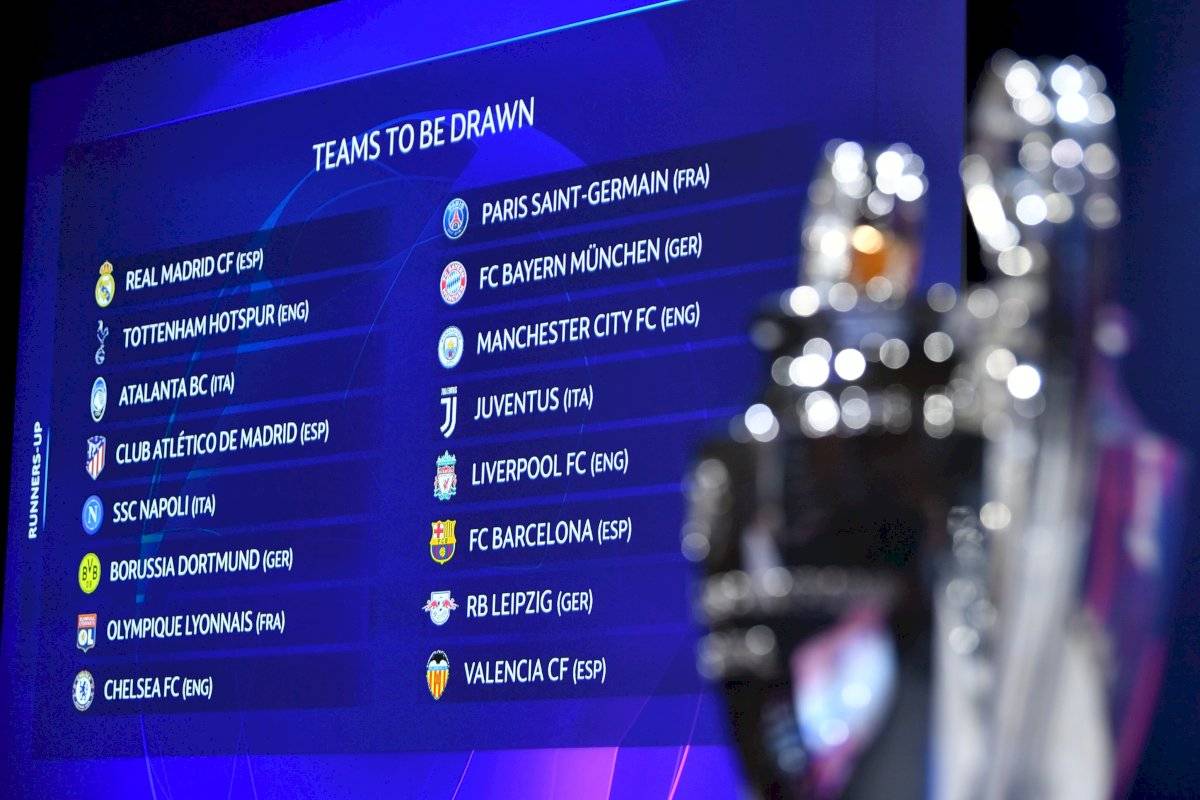 TEAMS TO BE DRAWN
RUNNERS-UP
REAL MADRID CF (ESP)
TOTTENHAM HOTSPUR (ENG)
ATALANTA BC (ITA)
CLUB ATLÉTICO DE MADRID (ESP)
SSC NAPOLI (ITA)
BORUSSIA DORTMUND (GER)
OLYMPIQUE LYONNAIS (FRA)
CHELSEA FC (ENG)
PARIS SAINT-GERMAIN (FRA)
FC BAYERN MÜNCHEN (GER)
MANCHESTER CITY FC (ENG)
JUVENTUS (ITA)
LIVERPOOL FC (ENG)
FC BARCELONA (ESP)
RB LEIPZIG (GER)
VALENCIA CF (ESP)